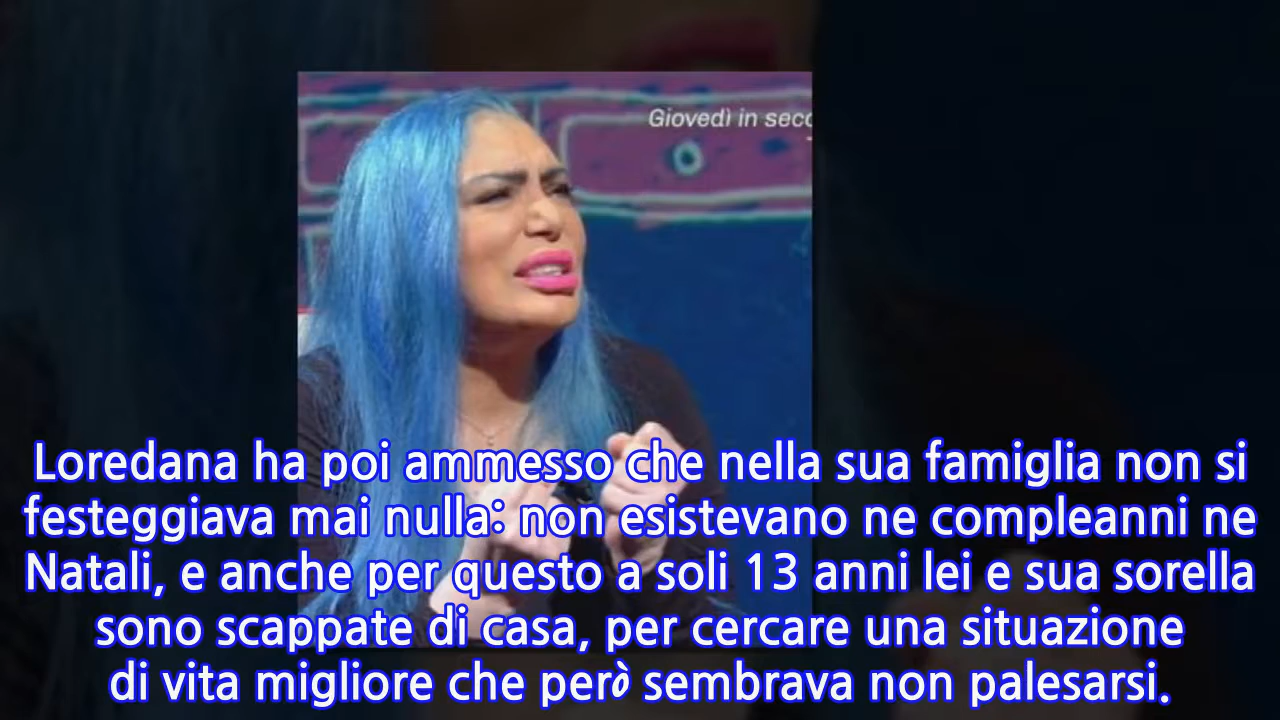 Giovedì in seco
Loredana ha poi ammesso che nella sua famiglia non si
festeggiava mai nulla: non esistevano ne compleanni ne
Natali, e anche per questo a soli 13 anni lei e sua sorella
sono scappate di casa, per cercare una situazione
di vita migliore che però sembrava non palesarsi.